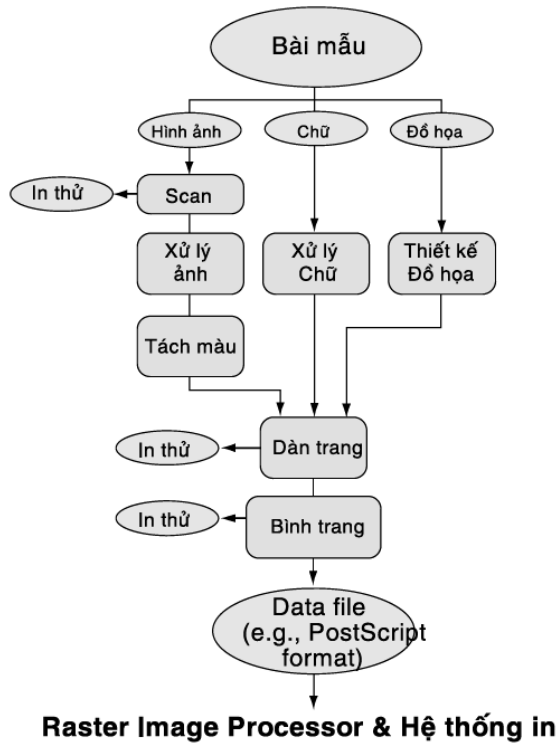 Bài mẫu
Hình ảnh
Chữ
Đồ họa
In thử
Scan
Xử lý
ảnh
Xử lý
Chữ
Thiết kế
Đồ họa
Tách màu
In thử
Dàn trang
In thử
Bình trang
Data file
(e.g., PostScript
format)
Raster Image Processor & Hệ thống in